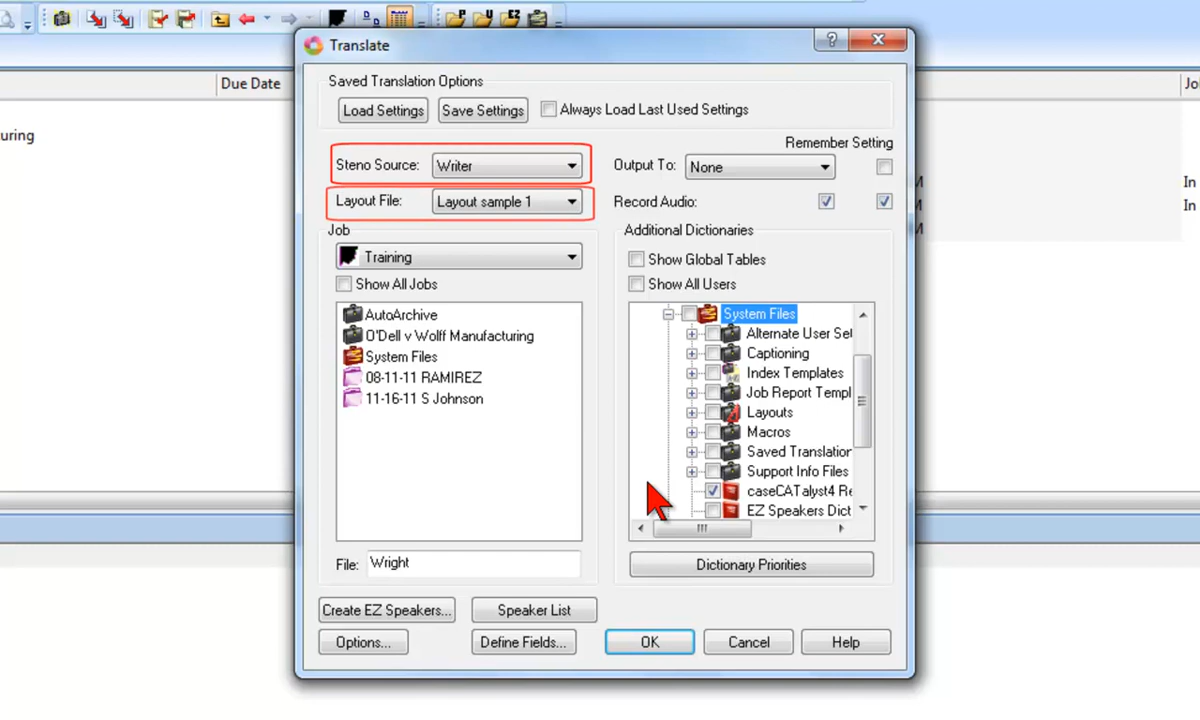 Translate
Due Date
uring
Saved Translation Options
Load Settings Save Settings Always Load Last Used Settings
Remember Setting
Steno Source: Writer Output To: None
Layout File: Layout sample 1 Record Audio:
Job
Training
Show All Jobs
AutoArchive
O'Dell v Wolff Manufacturing
System Files
08-11-11 RAMIREZ
11-16-11 S Johnson
File: Wright
Additional Dictionaries
Show Global Tables
Show All Users
System Files
Alternate User Set
Captioning
Index Templates
Job Report Templ
Layouts
Macros
Saved Translation
Support Info Files
caseCATalyst4 Re
EZ Speakers Dict
Dictionary Priorities
Create EZ Speakers... Speaker List
Options... Define Fields... OK Cancel Help
Jo
M In
M In
M